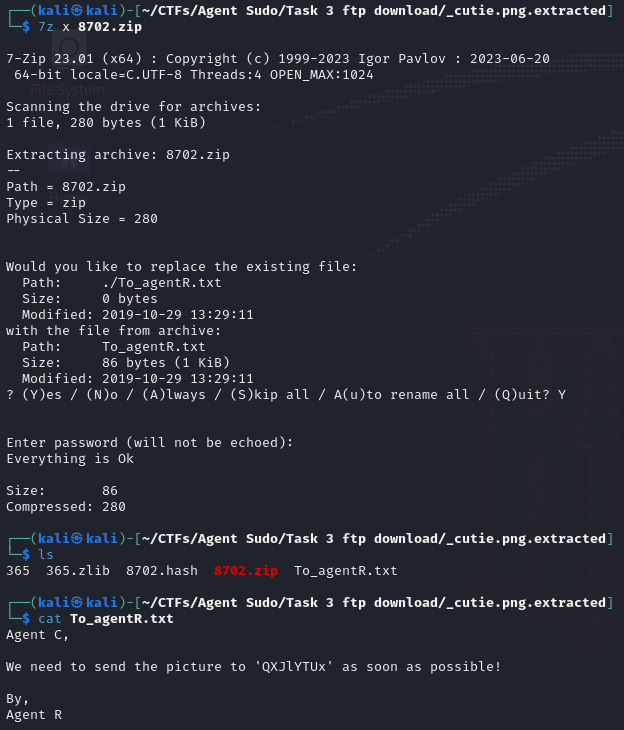 ┌──(kali㉿kali)-[~/CTFs/Agent Sudo/Task 3 ftp download/_cutie.png.extracted]
└─$ 7z x 8702.zip
7-Zip 23.01 (x64) : Copyright (c) 1999-2023 Igor Pavlov : 2023-06-20
 64-bit locale=C.UTF-8 Threads:4 OPEN_MAX:1024
File System
Scanning the drive for archives:
1 file, 280 bytes (1 KiB)
Extracting archive: 8702.zip
--
Path = 8702.zip
Type = zip
Physical Size = 280
Would you like to replace the existing file:
  Path:     ./To_agentR.txt
  Size:     0 bytes
  Modified: 2019-10-29 13:29:11
with the file from archive:
  Path:     To_agentR.txt
  Size:     86 bytes (1 KiB)
  Modified: 2019-10-29 13:29:11
? (Y)es / (N)o / (A)lways / (S)kip all / A(u)to rename all / (Q)uit? Y
Enter password (will not be echoed):
Everything is Ok
Size:       86
Compressed: 280
┌──(kali㉿kali)-[~/CTFs/Agent Sudo/Task 3 ftp download/_cutie.png.extracted]
└─$ ls
365  365.zlib  8702.hash  8702.zip  To_agentR.txt
┌──(kali㉿kali)-[~/CTFs/Agent Sudo/Task 3 ftp download/_cutie.png.extracted]
└─$ cat To_agentR.txt
Agent C,
We need to send the picture to 'QXJlYTUx' as soon as possible!
By,
Agent R